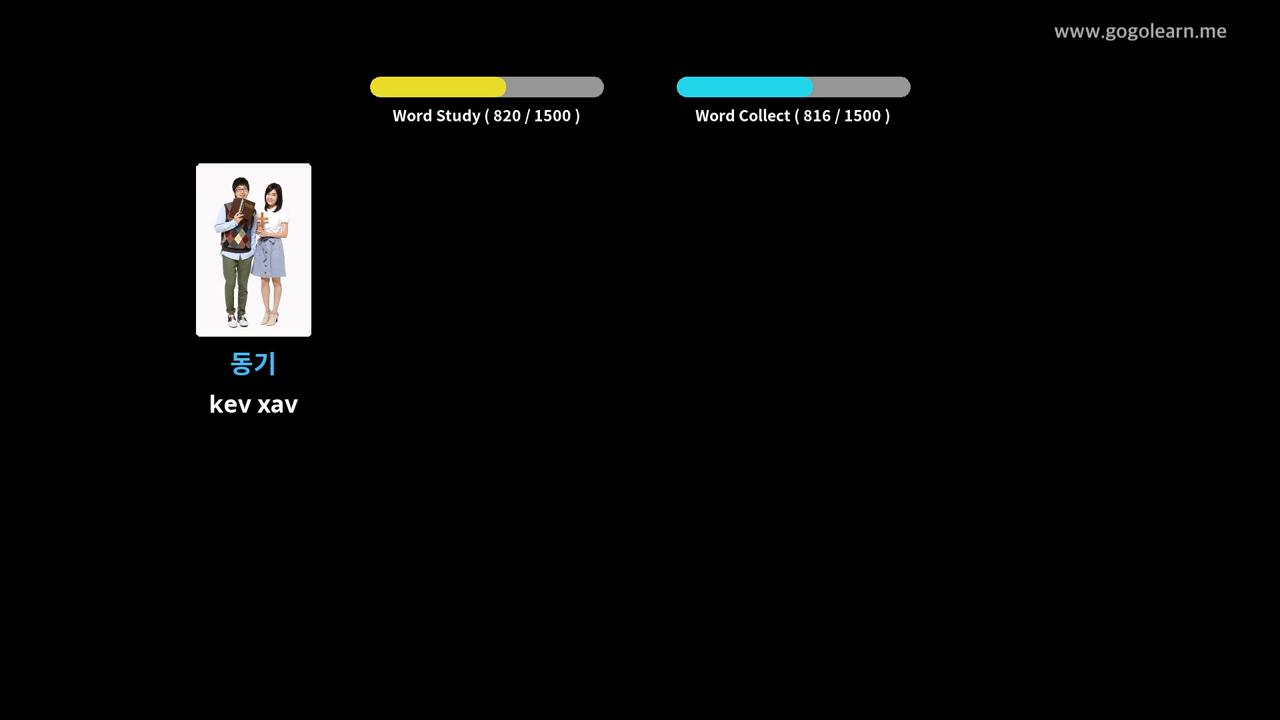 www.gogolearn.me
Word Study ( 820 / 1500 )
Word Collect ( 816 / 1500 )
동기
kev xav